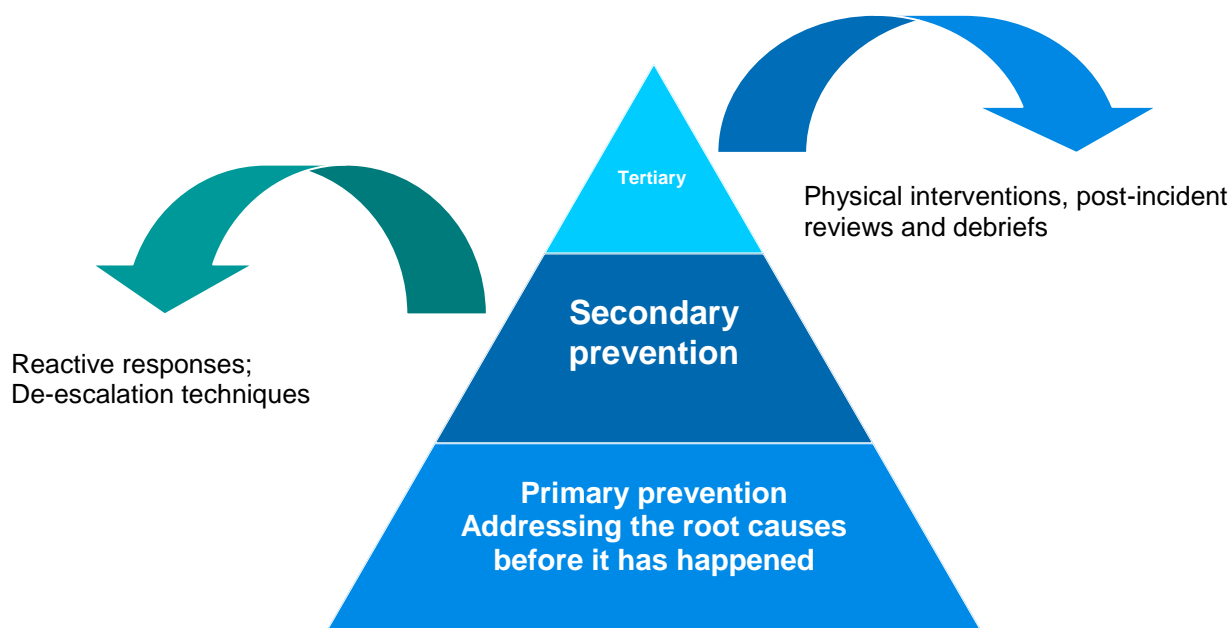 Tertiary
Physical interventions, post-incident
reviews and debriefs
Secondary
prevention
Reactive responses;
De-escalation techniques
Primary prevention
Addressing the root causes
before it has happened